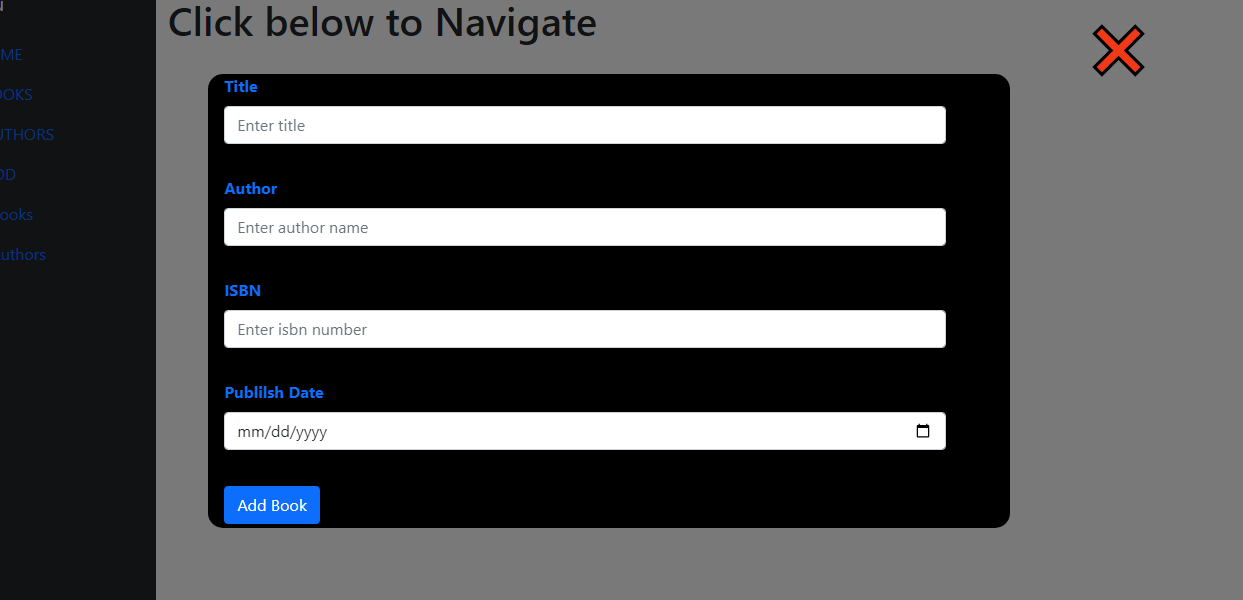 Click below to Navigate
ME
OOKS
UTHORS
DD
ooks
uthors
Title
Enter title
Author
Enter author name
ISBN
Enter isbn number
Publilsh Date
mm/dd/yyyy
Add Book